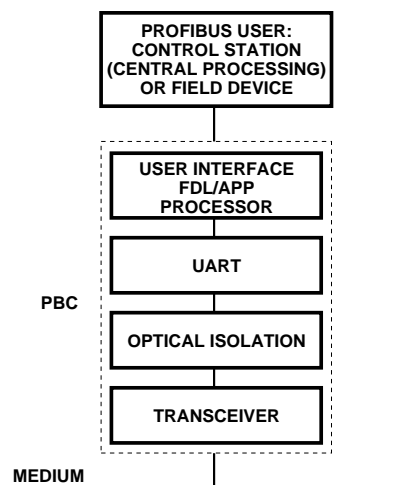 PROFIBUS USER:
CONTROL STATION
(CENTRAL PROCESSING)
OR FIELD DEVICE
USER INTERFACE
FDL/APP
PROCESSOR
UART
PBC
OPTICAL ISOLATION
TRANSCEIVER
MEDIUM